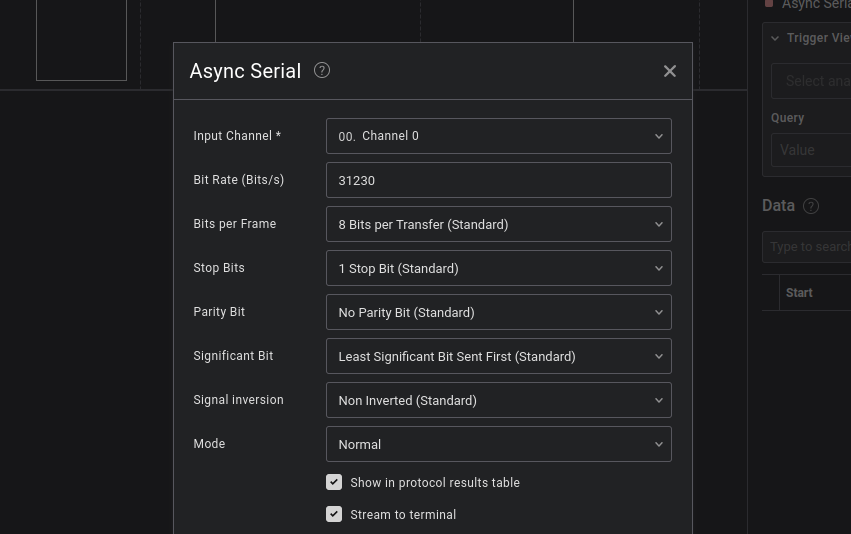 Async Seria
Trigger Vie
Async Serial ?
Select ana
Query
Input Channel * 00. Channel 0
Value
Bit Rate (Bits/s) 31230
Data ?
Bits per Frame 8 Bits per Transfer (Standard)
Type to search
Stop Bits 1 Stop Bit (Standard)
Start
Parity Bit No Parity Bit (Standard)
Significant Bit Least Significant Bit Sent First (Standard)
Signal inversion Non Inverted (Standard)
Mode Normal
Show in protocol results table
Stream to terminal